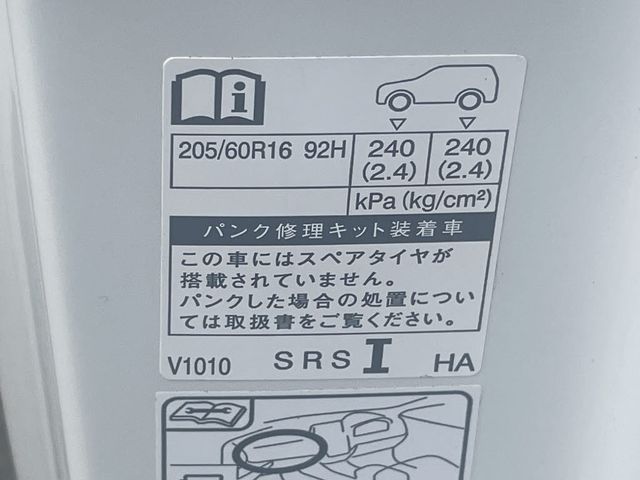 205/60R16 92H 240 (2.4) 240 (2.4)
kPa (kg/cm²)
パンク修理キット装着車
この車にはスペアタイヤが
搭載されていません。
パンクした場合の処置につい
ては取扱書をご覧ください。
V1010 SRS I HA